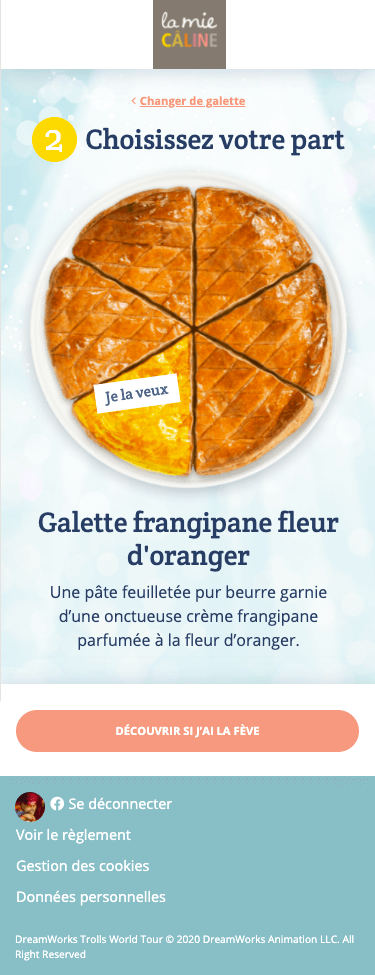 la mie
CÂLINE
‹ Changer de galette
2 Choisissez votre part
Je la veux
Galette frangipane fleur
d'oranger
Une pâte feuilletée pur beurre garnie
d’une onctueuse crème frangipane
parfumée à la fleur d’oranger.
DÉCOUVRIR SI J'AI LA FÈVE
Se déconnecter
Voir le règlement
Gestion des cookies
Données personnelles
DreamWorks Trolls World Tour © 2020 DreamWorks Animation LLC. All
Right Reserved